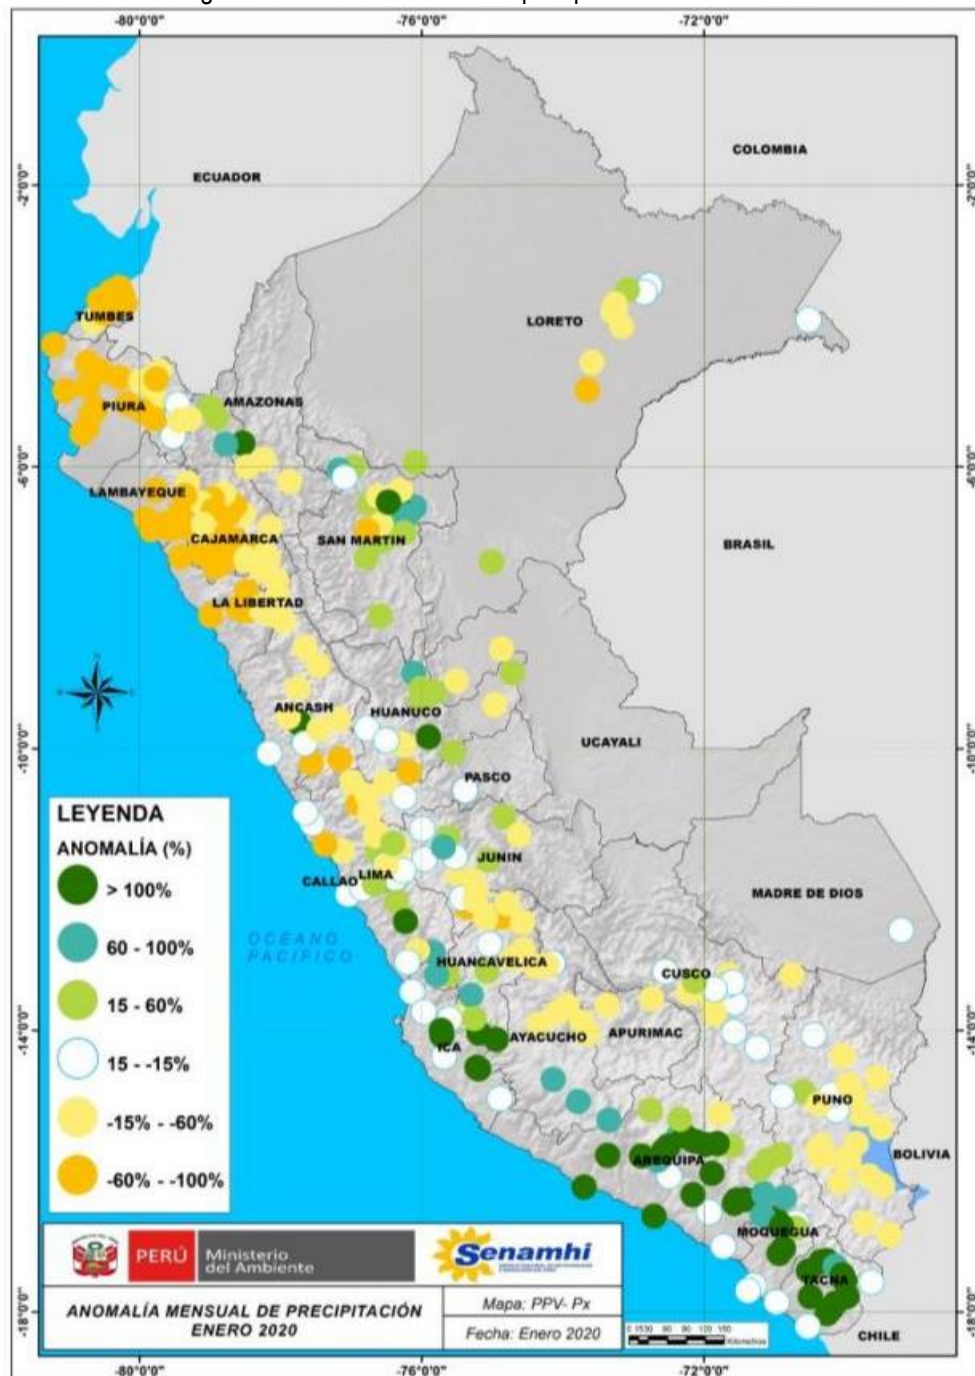 -80°0'0"
-76°0'0"
-72°0'0"
COLOMBIA
ECUADOR
-2°0'0"
-2°0'0"
TUMBES
LORETO
PIURA
AMAZONAS
-6°0'0"
-6°0'0"
LAMBAYEQUE
CAJAMARCA
SAN MARTIN
BRASIL
LA LIBERTAD
ANCASH
HUANUCO
UCAYALI
-10°0'0"
-10°0'0"
PASCO
LEYENDA
ANOMALÍA (%)
> 100%
60 - 100%
15 - 60%
15 - -15%
-15% - -60%
-60% - -100%
JUNIN
CALLAO
LIMA
MADRE DE DIOS
OCÉANO
PACIFICO
HUANCAVELICA
CUSCO
-14°0'0"
-14°0'0"
ICA
AYACUCHO
APURIMAC
PUNO
BOLIVIA
AREQUIPA
MOQUEGUA
TACNA
CHILE
-18°0'0"
-18°0'0"
PERÚ
Ministerio
del Ambiente
Senamhi
ANOMALÍA MENSUAL DE PRECIPITACIÓN
ENERO 2020
Mapa: PPV- Px
Fecha: Enero 2020
-80°0'0"
-76°0'0"
-72°0'0"